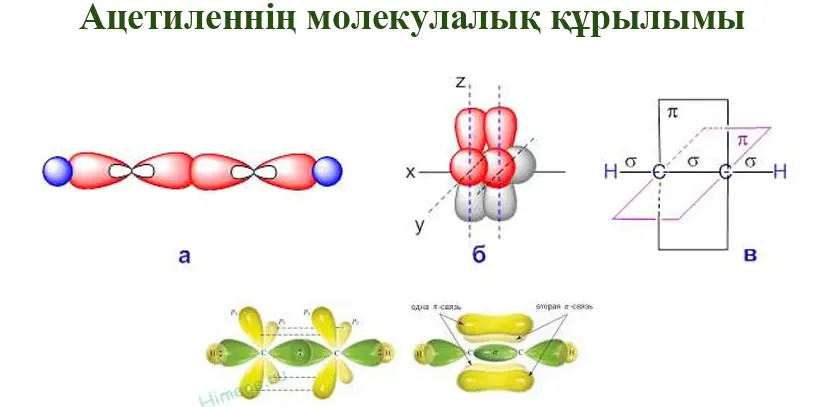 Ацетиленнің молекулалық құрылымы
z
x
y
π
π
H σ C σ C σ H
а
б
в
одна π-связь
вторая π-связь
H C σ C H
H C σ C H